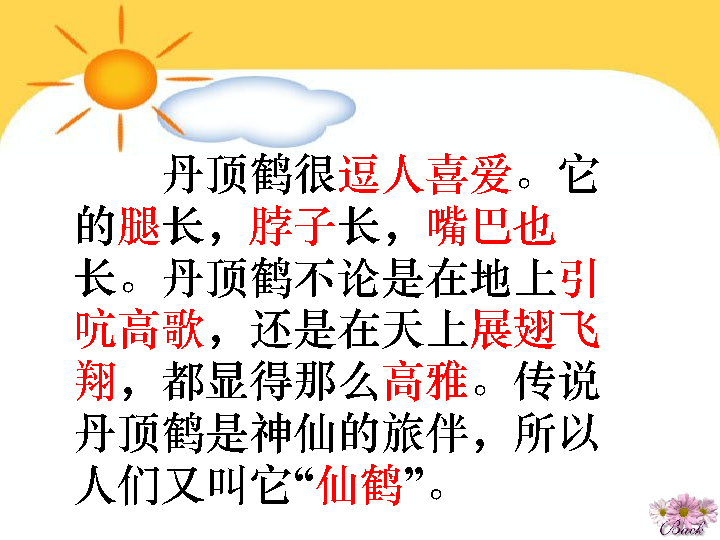 丹顶鹤很逗人喜爱。它
的腿长，脖子长，嘴巴也
长。丹顶鹤不论是在地上引
吭高歌，还是在天上展翅飞
翔，都显得那么高雅。传说
丹顶鹤是神仙的旅伴，所以
人们又叫它“仙鹤”。
Back